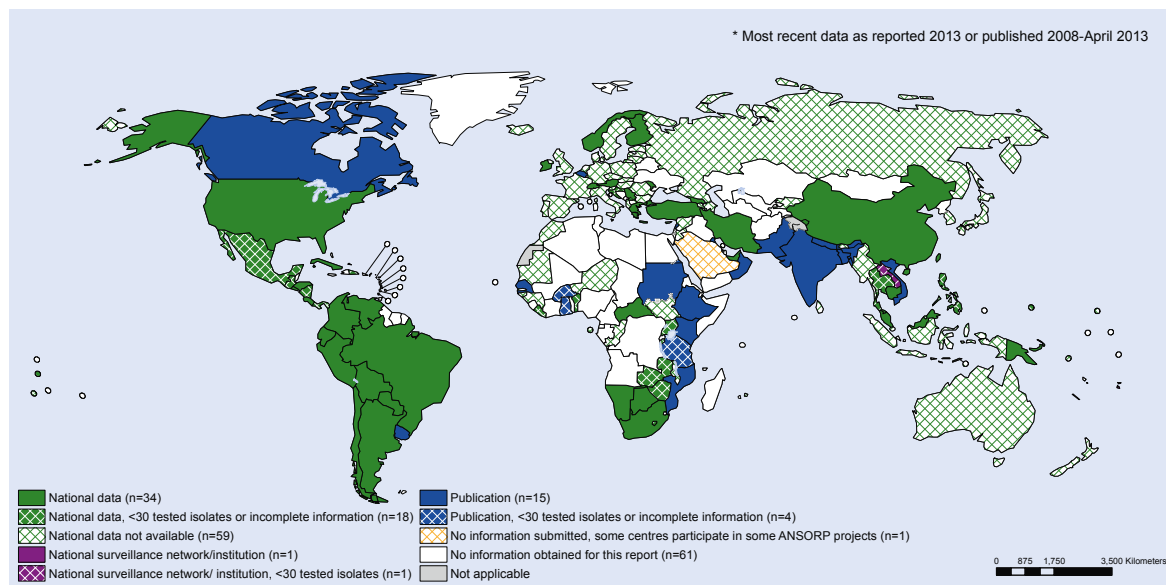 * Most recent data as reported 2013 or published 2008-April 2013
National data (n=34)
National data, <30 tested isolates or incomplete information (n=18)
National data not available (n=59)
National surveillance network/institution (n=1)
National surveillance network/ institution, <30 tested isolates (n=1)
Publication (n=15)
Publication, <30 tested isolates or incomplete information (n=4)
No information submitted, some centres participate in some ANSORP projects (n=1)
No information obtained for this report (n=61)
Not applicable
0 875 1,750 3,500 Kilometers